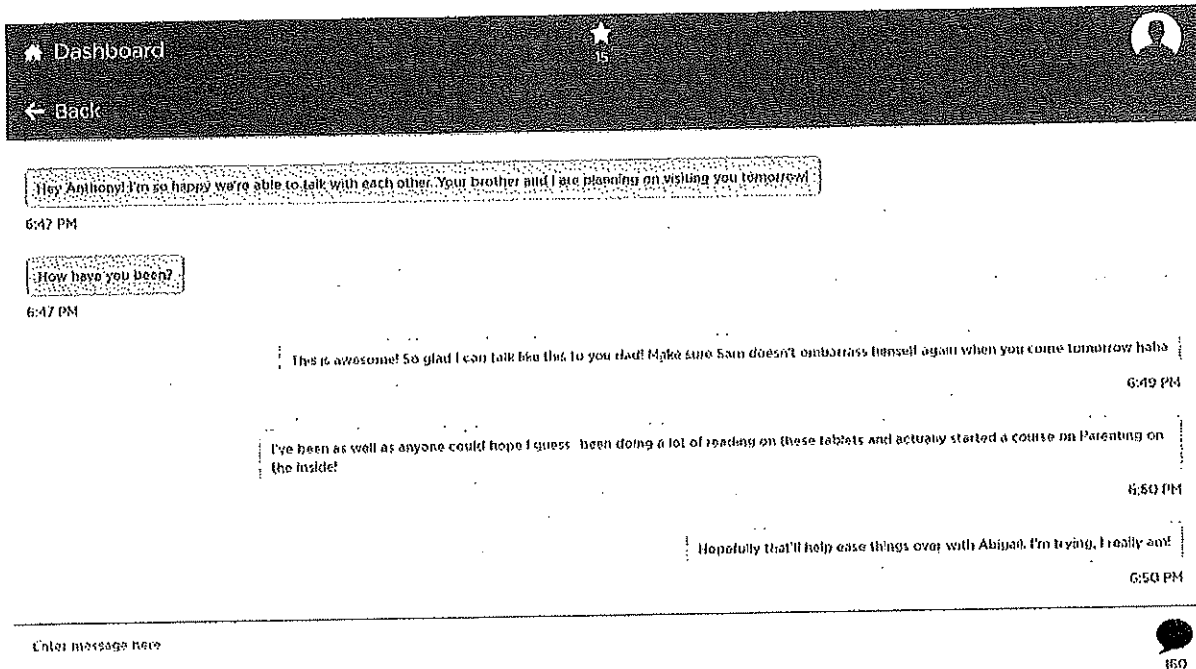 Dashboard
15
Back
Hey Anthony! I'm so happy we're able to talk with each other. Your brother and I are planning on visiting you tomorrow!
6:47 PM
How have you been?
6:47 PM
This is awesome! So glad I can talk like this to you dad! Make sure Sam doesn't embarrass himself again when you come tomorrow haha
6:49 PM
I've been as well as anyone could hope I guess been doing a lot of reading on these tablets and actually started a course on Parenting on
the inside!
6:50 PM
Hopefully that'll help ease things over with Abigail. I'm trying, I really am!
6:50 PM
Enter message here
160